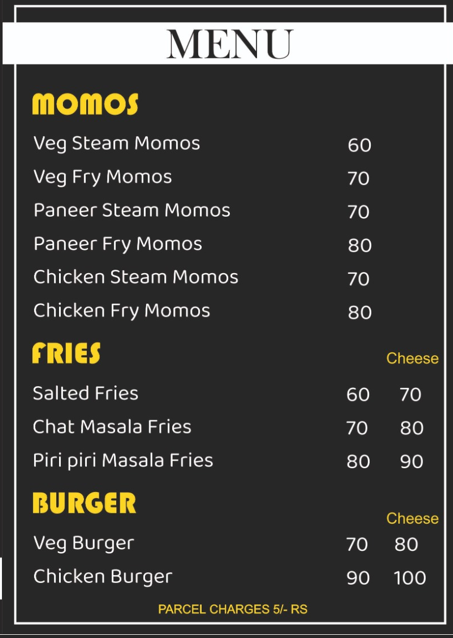 MENU
MOMOS
Veg Steam Momos 60
Veg Fry Momos 70
Paneer Steam Momos 70
Paneer Fry Momos 80
Chicken Steam Momos 70
Chicken Fry Momos 80
FRIES Cheese
Salted Fries 60 70
Chat Masala Fries 70 80
Piri piri Masala Fries 80 90
BURGER Cheese
Veg Burger 70 80
Chicken Burger 90 100
PARCEL CHARGES 5/- RS